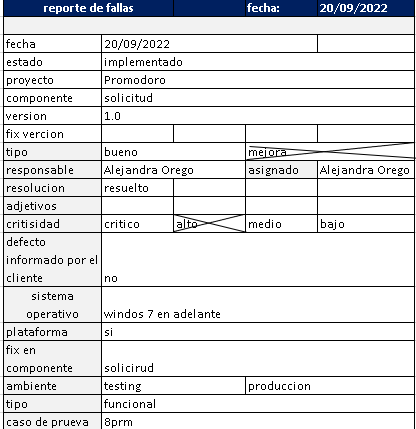 reporte de fallas fecha: 20/09/2022
fecha 20/09/2022
estado implementado
proyecto Promodoro
componente solicitud
version 1.0
fix vercion
tipo bueno mejora
responsable Alejandra Orego asignado Alejandra Orego
resolucion resuelto
adjetivos
critisidad critico alto medio bajo
defecto
informado por el
cliente no
sistema
operativo windos 7 en adelante
plataforma si
fix en
componente solicirud
ambiente testing produccion
tipo funcional
caso de prueba 8prm